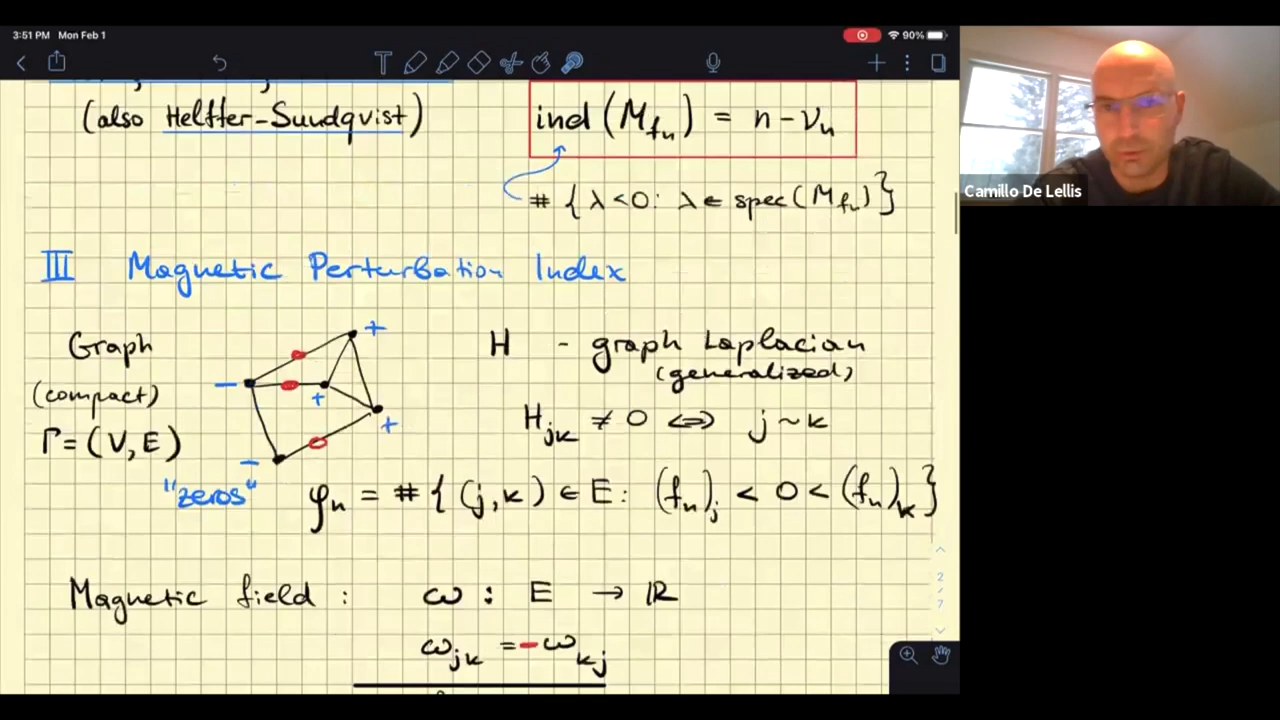 3:51 PM Mon Feb 1
90%
(also Helffer-Sundqvist)
ind (M_{f_n}) = n - ν_n
# {λ<0: λ ∈ spec(M_{f_n})}
III Magnetic Perturbation Index
Graph
(compact)
Γ = (V, E)
+
−
+
+
−
"zeros"
H - graph Laplacian
(generalized)
H_{jk} ≠ 0 ⇔ j ~ k
φ_n = # {(j,k) ∈ E: (f_n)_j < 0 < (f_n)_k}
Magnetic field: ω : E → ℝ
ω_{jk} = -ω_{kj}
2
/
7
Camillo De Lellis